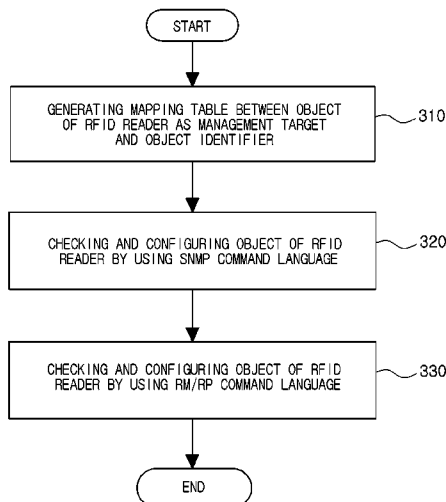 START
GENERATING MAPPING TABLE BETWEEN OBJECT
OF RFID READER AS MANAGEMENT TARGET
AND OBJECT IDENTIFIER
310
CHECKING AND CONFIGURING OBJECT OF RFID
READER BY USING SNMP COMMAND LANGUAGE
320
CHECKING AND CONFIGURING OBJECT OF RFID
READER BY USING RM/RP COMMAND LANGUAGE
330
END